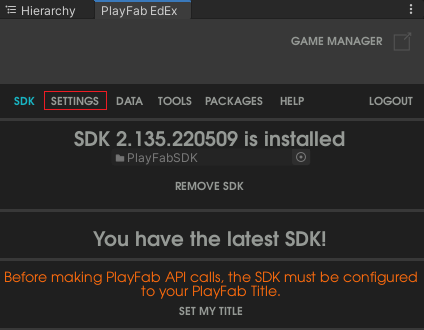 Hierarchy PlayFab EdEx
GAME MANAGER
SDK SETTINGS DATA TOOLS PACKAGES HELP LOGOUT
SDK 2.135.220509 is installed
PlayFabSDK
REMOVE SDK
You have the latest SDK!
Before making PlayFab API calls, the SDK must be configured
to your PlayFab Title.
SET MY TITLE